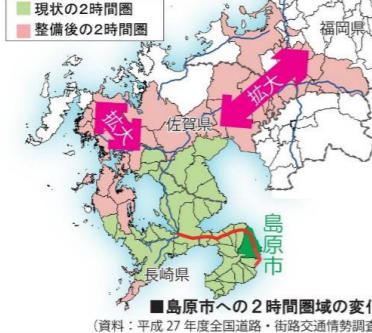 現状の2時間圏
整備後の2時間圏
福岡県
拡大
拡大
佐賀県
島原市
長崎県
■島原市への2時間圏域の変化
(資料：平成27年度全国道路・街路交通情勢調査